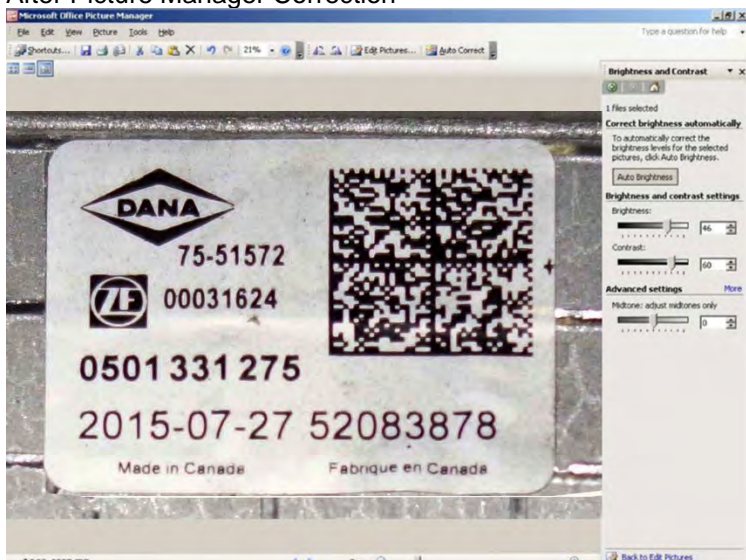 After Picture Manager Correction
Microsoft Office Picture Manager
File Edit View Picture Tools Help
Type a question for help
Shortcuts... 21% Edit Pictures... Auto Correct
Brightness and Contrast
1 files selected
Correct brightness automatically
To automatically correct the
brightness levels for the selected
pictures, click Auto Brightness.
Auto Brightness
Brightness and contrast settings
Brightness:
46
Contrast:
60
Advanced settings More
Midtone: adjust midtones only
0
Back to Edit Pictures
DANA
75-51572
ZF 00031624
0501 331 275
2015-07-27 52083878
Made in Canada Fabrique en Canada